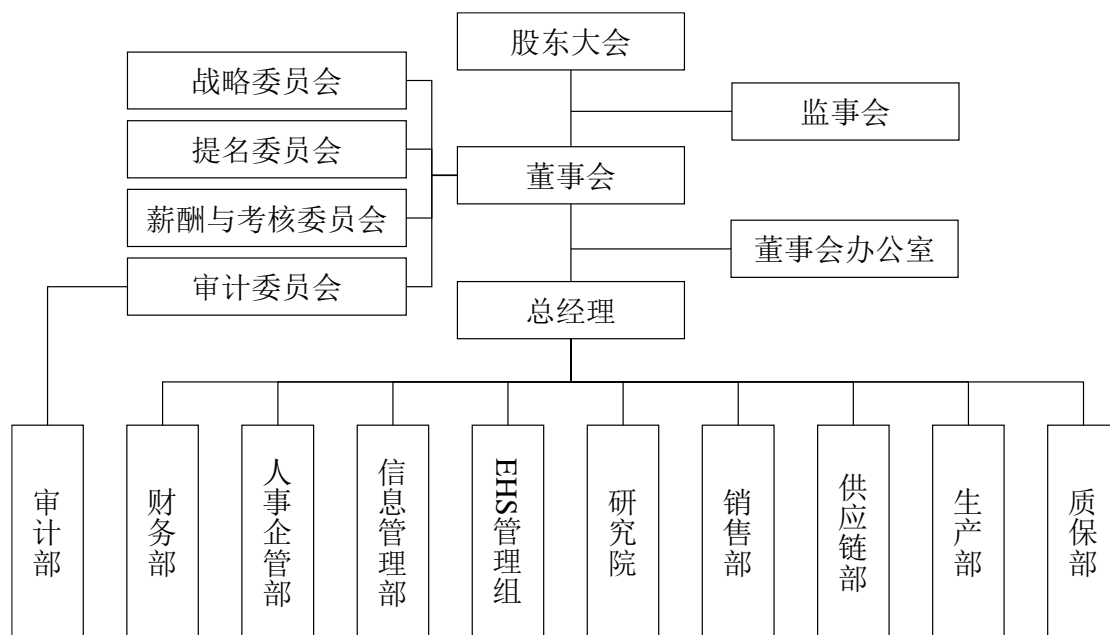 股东大会
战略委员会
监事会
提名委员会
董事会
薪酬与考核委员会
董事会办公室
审计委员会
总经理
审计部
财务部
人事企管部
信息管理部
EHS管理组
研究院
销售部
供应链部
生产部
质保部